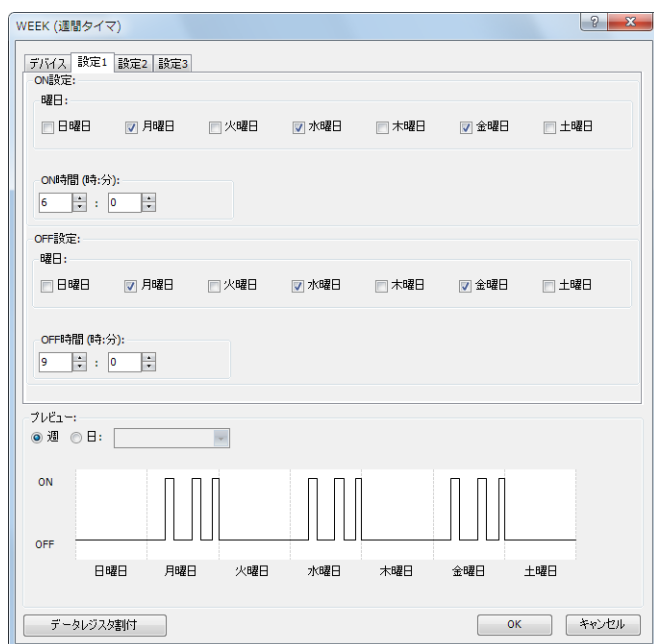 WEEK (週間タイマ)
デバイス 設定1 設定2 設定3
ON設定:
曜日:
日曜日 月曜日 火曜日 水曜日 木曜日 金曜日 土曜日
ON時間 (時:分):
6 : 0
OFF設定:
曜日:
日曜日 月曜日 火曜日 水曜日 木曜日 金曜日 土曜日
OFF時間 (時:分):
9 : 0
プレビュー:
週 日:
ON
OFF
日曜日 月曜日 火曜日 水曜日 木曜日 金曜日 土曜日
データレジスタ割付 OK キャンセル